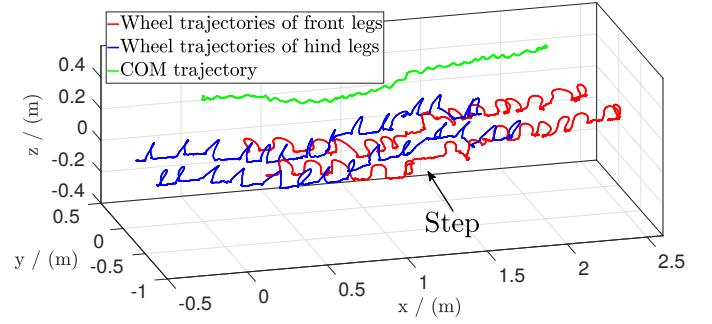 Wheel trajectories of front legs
Wheel trajectories of hind legs
COM trajectory
0.4
0.2
0
-0.2
-0.4
z / (m)
0.5
0
-0.5
-1
y / (m)
-0.5
0
0.5
1
1.5
2
2.5
x / (m)
Step